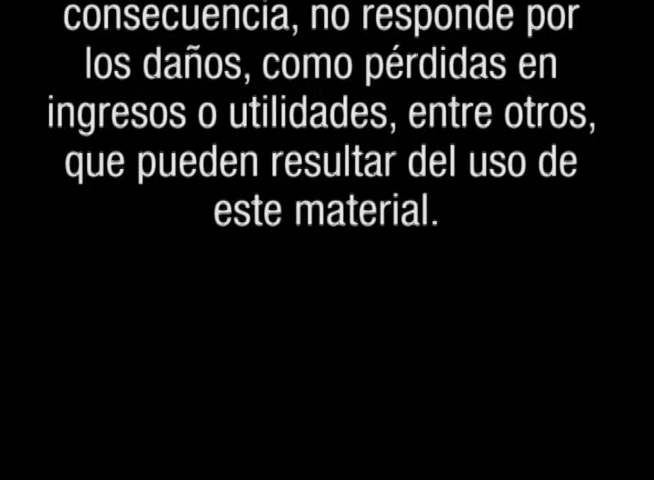 consecuencia, no responde por
los daños, como pérdidas en
ingresos o utilidades, entre otros,
que pueden resultar del uso de
este material.